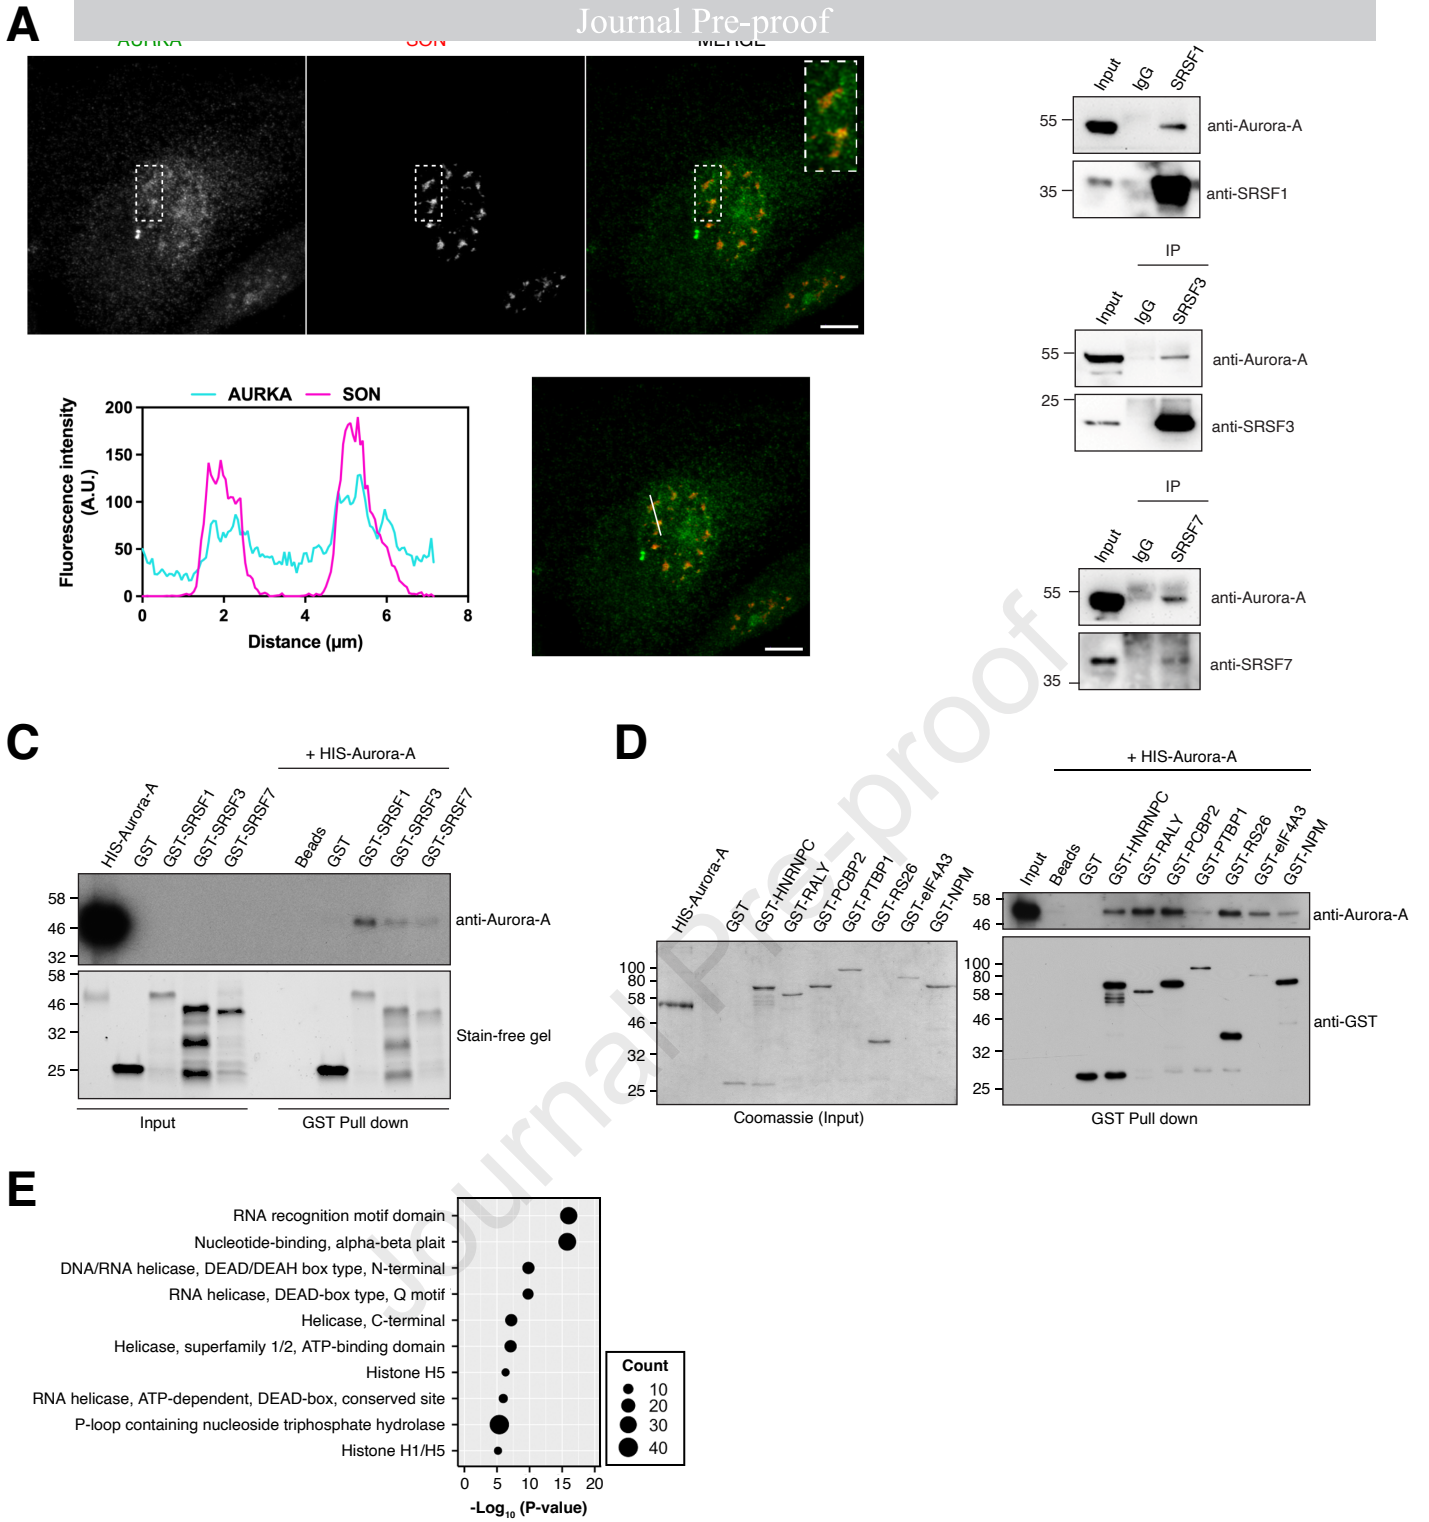 Journal Pre-proof
A
AURKA SON MERGE
AURKA SON
Fluorescence intensity
(A.U.)
200
150
100
50
0
0 2 4 6 8
Distance (µm)
Input IgG SRSF1
55 anti-Aurora-A
35 anti-SRSF1
IP
Input IgG SRSF3
55 anti-Aurora-A
25
anti-SRSF3
IP
Input IgG SRSF7
55 anti-Aurora-A
anti-SRSF7
35
C
+ HIS-Aurora-A
HIS-Aurora-A GST GST-SRSF1 GST-SRSF3 GST-SRSF7 Beads GST GST-SRSF1 GST-SRSF3 GST-SRSF7
58
46 anti-Aurora-A
32
58
46
32 Stain-free gel
25
Input GST Pull down
D
HIS-Aurora-A GST GST-HNRNPC GST-RALY GST-PCBP2 GST-PTBP1 GST-RS26 GST-eIF4A3 GST-NPM
100
80
58
46
32
25
Coomassie (Input)
+ HIS-Aurora-A
Input Beads GST GST-HNRNPC GST-RALY GST-PCBP2 GST-PTBP1 GST-RS26 GST-eIF4A3 GST-NPM
58
46 anti-Aurora-A
100
80
58
46 anti-GST
32
25
GST Pull down
Journal Pre-proof
E
RNA recognition motif domain
Nucleotide-binding, alpha-beta plait
DNA/RNA helicase, DEAD/DEAH box type, N-terminal
RNA helicase, DEAD-box type, Q motif
Helicase, C-terminal
Helicase, superfamily 1/2, ATP-binding domain
Histone H5
RNA helicase, ATP-dependent, DEAD-box, conserved site
P-loop containing nucleoside triphosphate hydrolase
Histone H1/H5
0 5 10 15 20
-Log10 (P-value)
Count
10
20
30
40